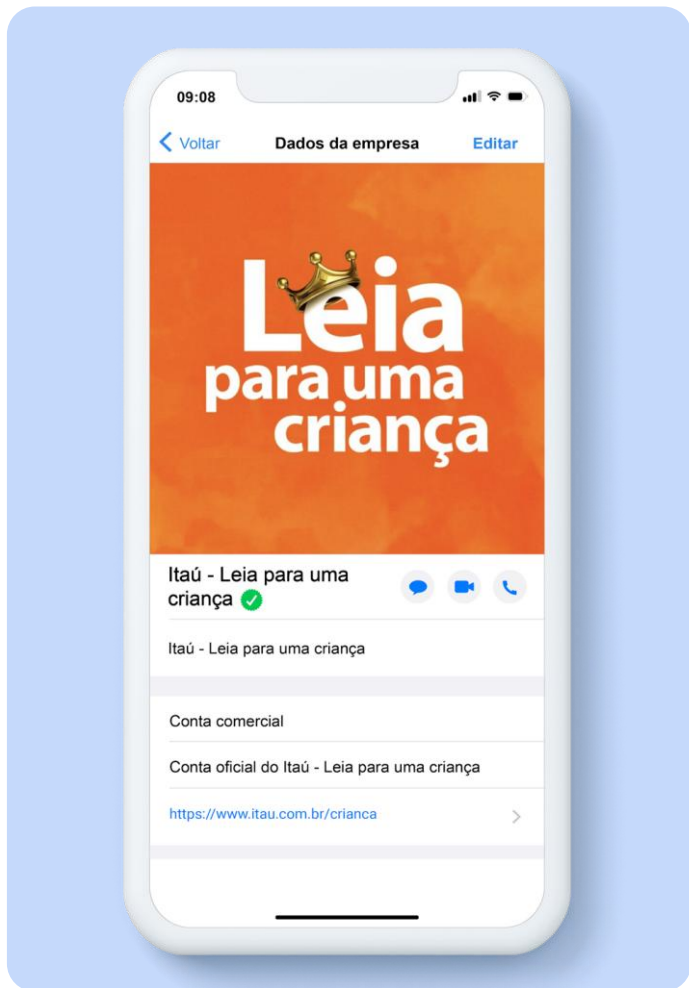 09:08
Voltar Dados da empresa Editar
Leia
para uma
criança
Itaú - Leia para uma
criança
Itaú - Leia para uma criança
Conta comercial
Conta oficial do Itaú - Leia para uma criança
https://www.itau.com.br/crianca